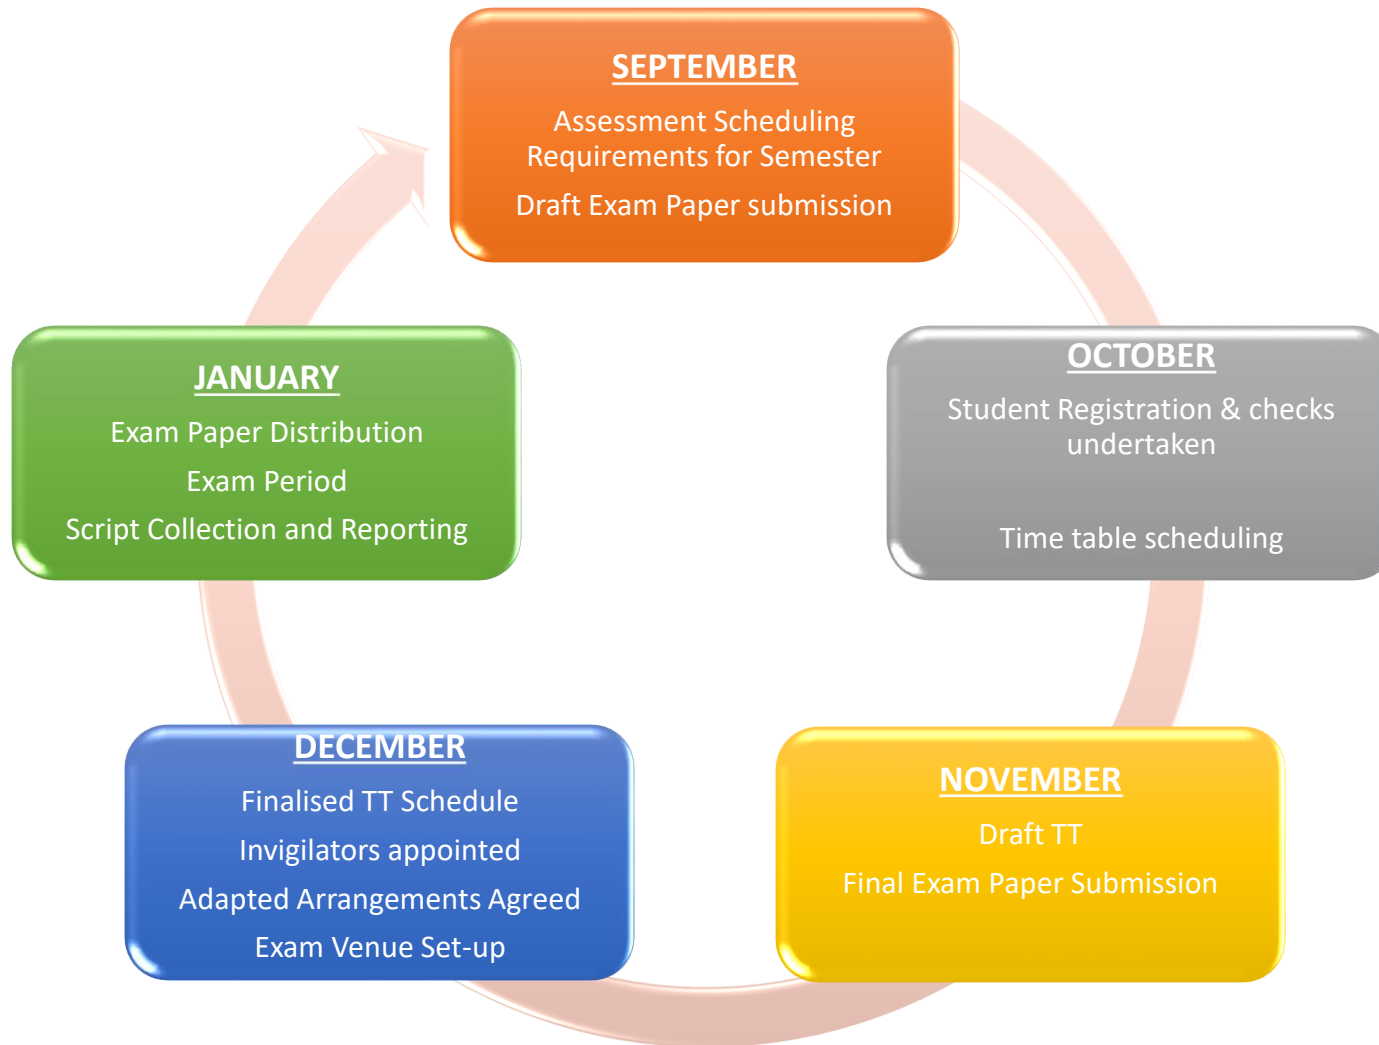 SEPTEMBER
Assessment Scheduling
Requirements for Semester
Draft Exam Paper submission
OCTOBER
Student Registration & checks
undertaken
Time table scheduling
NOVEMBER
Draft TT
Final Exam Paper Submission
DECEMBER
Finalised TT Schedule
Invigilators appointed
Adapted Arrangements Agreed
Exam Venue Set-up
JANUARY
Exam Paper Distribution
Exam Period
Script Collection and Reporting